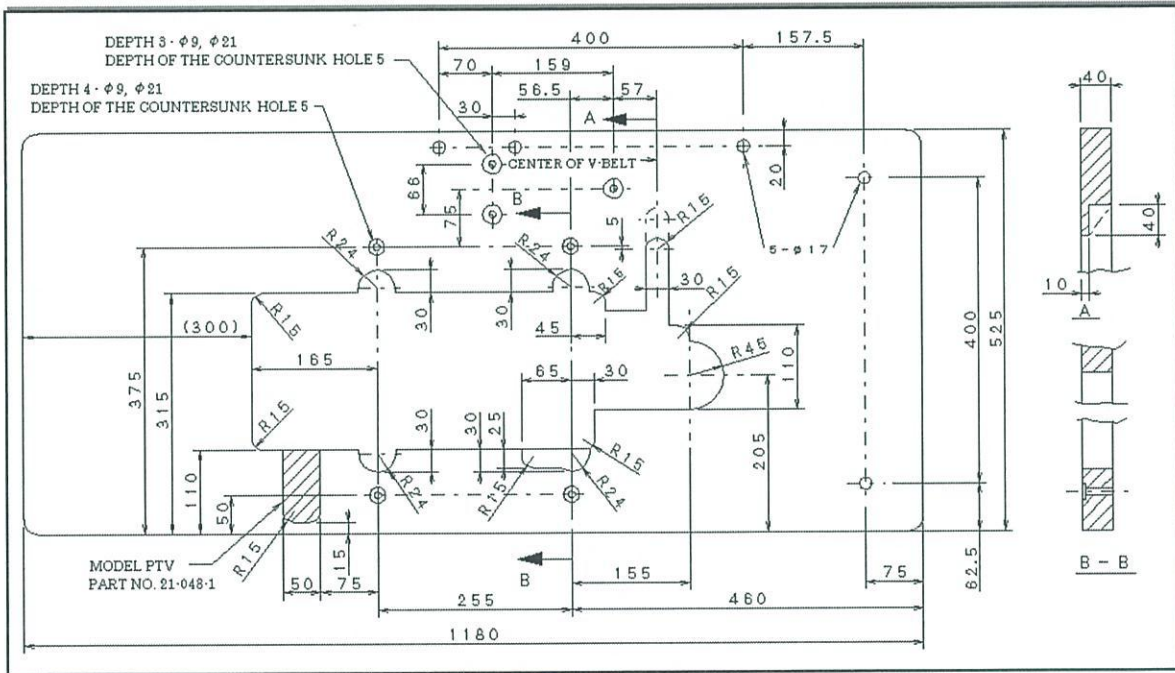 DEPTH 3 - φ9, φ21
DEPTH OF THE COUNTERSUNK HOLE 5
DEPTH 4 - φ9, φ21
DEPTH OF THE COUNTERSUNK HOLE 5
400
157.5
70
159
56.5
57
30
A
40
CENTER OF V-BELT
20
66
75
B
5
R15
R24
R24
R15
5-φ17
40
30
R15
10
A
R15
30
30
45
(300)
165
R45
110
400
525
375
315
65
30
R15
30
30
25
R15
205
110
50
R24
R15
R24
15
R15
MODEL PTV
PART NO. 21-048-1
50
75
B
155
75
62.5
B - B
255
460
1180